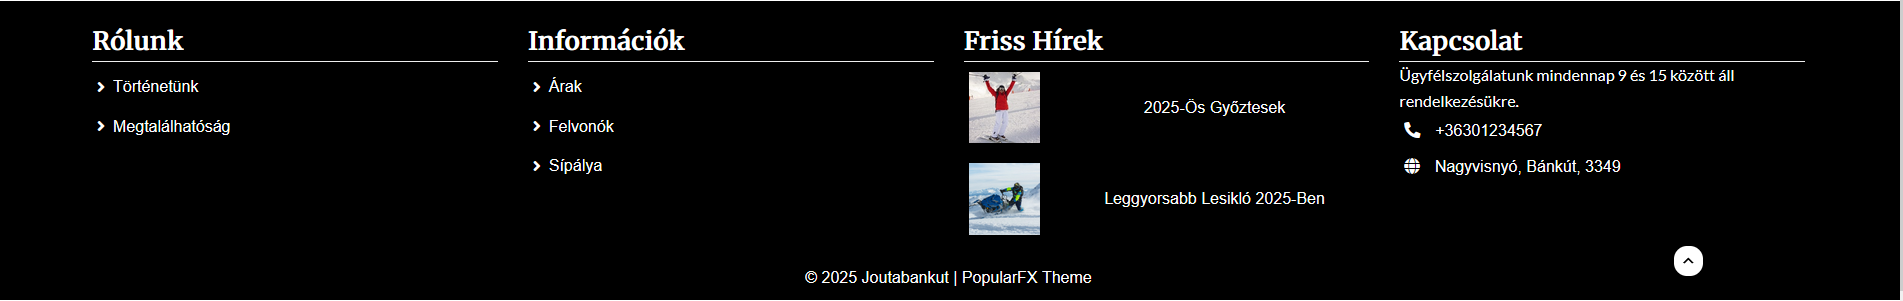 Rólunk
Történetünk
Megtalálhatóság
Információk
Árak
Felvonók
Sípálya
Friss Hírek
2025-Ös Győztesek
Leggyorsabb Lesikló 2025-Ben
Kapcsolat
Ügyfélszolgálatunk mindennap 9 és 15 között áll
rendelkezésükre.
+36301234567
Nagyvisnyó, Bánkút, 3349
© 2025 Joutabankut | PopularFX Theme